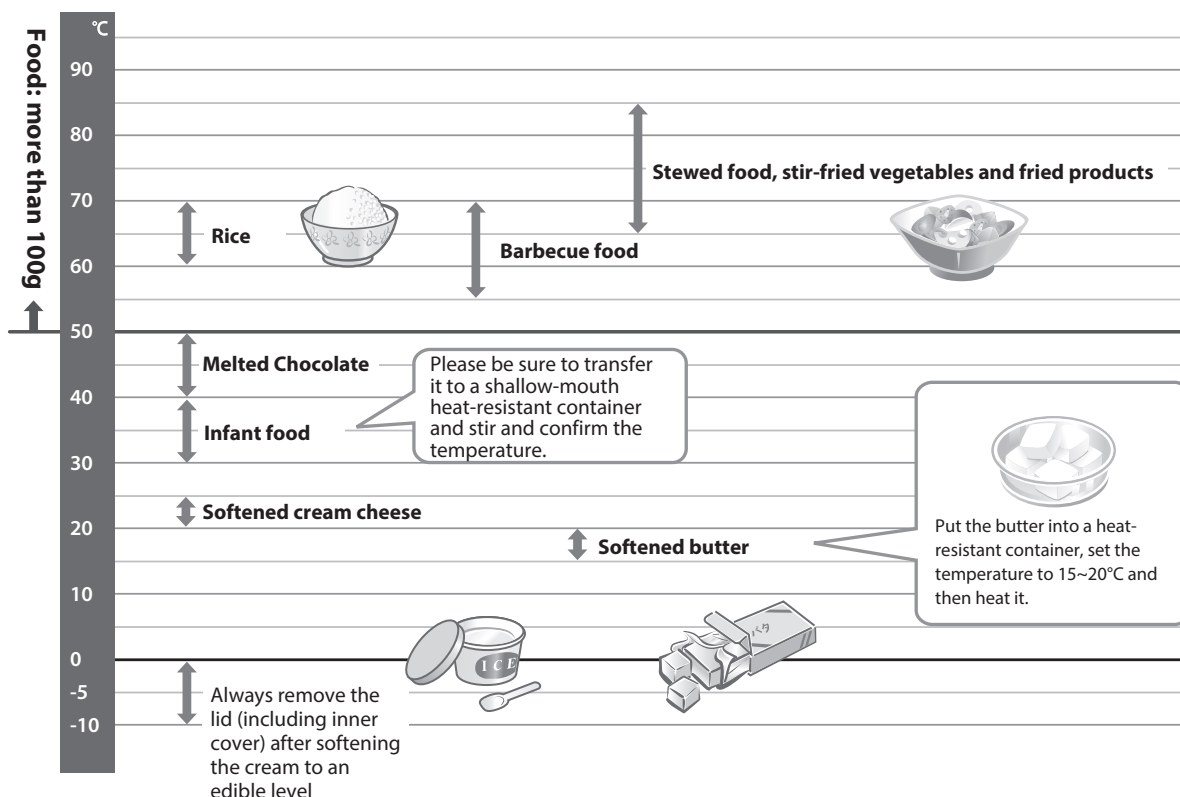 °C
Food: more than 100g
90
80
Stewed food, stir-fried vegetables and fried products
70
Rice
Barbecue food
60
50
Melted Chocolate
Please be sure to transfer
it to a shallow-mouth
heat-resistant container
and stir and confirm the
temperature.
40
Infant food
30
Softened cream cheese
20
Softened butter
Put the butter into a heat-
resistant container, set the
temperature to 15~20°C and
then heat it.
10
バタ
ICE
0
-5
-10
Always remove the
lid (including inner
cover) after softening
the cream to an
edible level